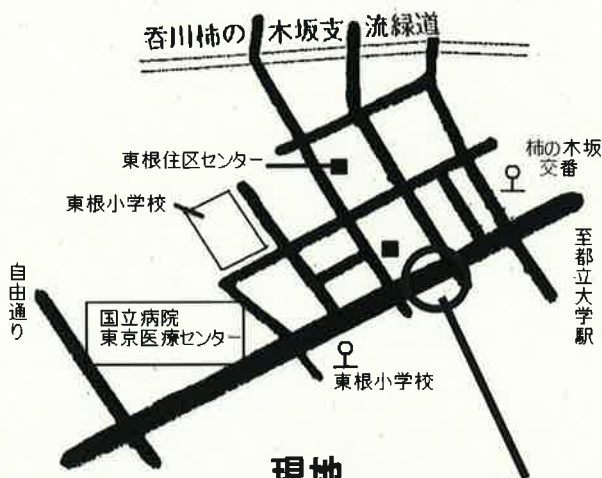 呑川柿の木坂支流緑道
柿の木坂
交番
東根住区センター
東根小学校
至都立大学駅
自由通り
国立病院
東京医療センター
東根小学校